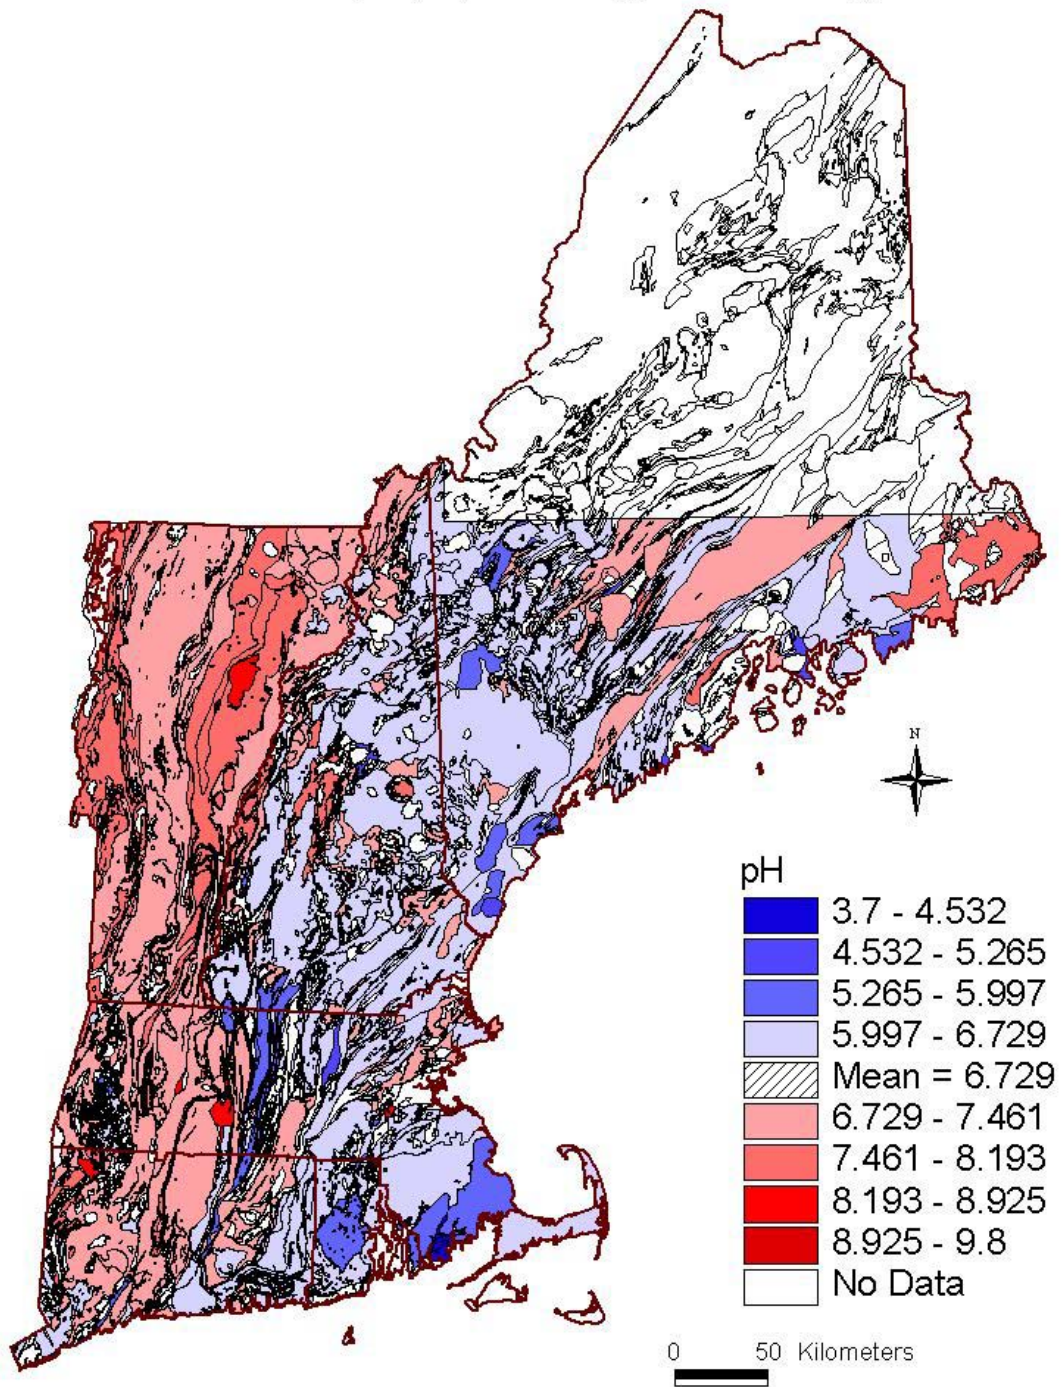 N
pH
3.7 - 4.532
4.532 - 5.265
5.265 - 5.997
5.997 - 6.729
Mean = 6.729
6.729 - 7.461
7.461 - 8.193
8.193 - 8.925
8.925 - 9.8
No Data
0 50 Kilometers